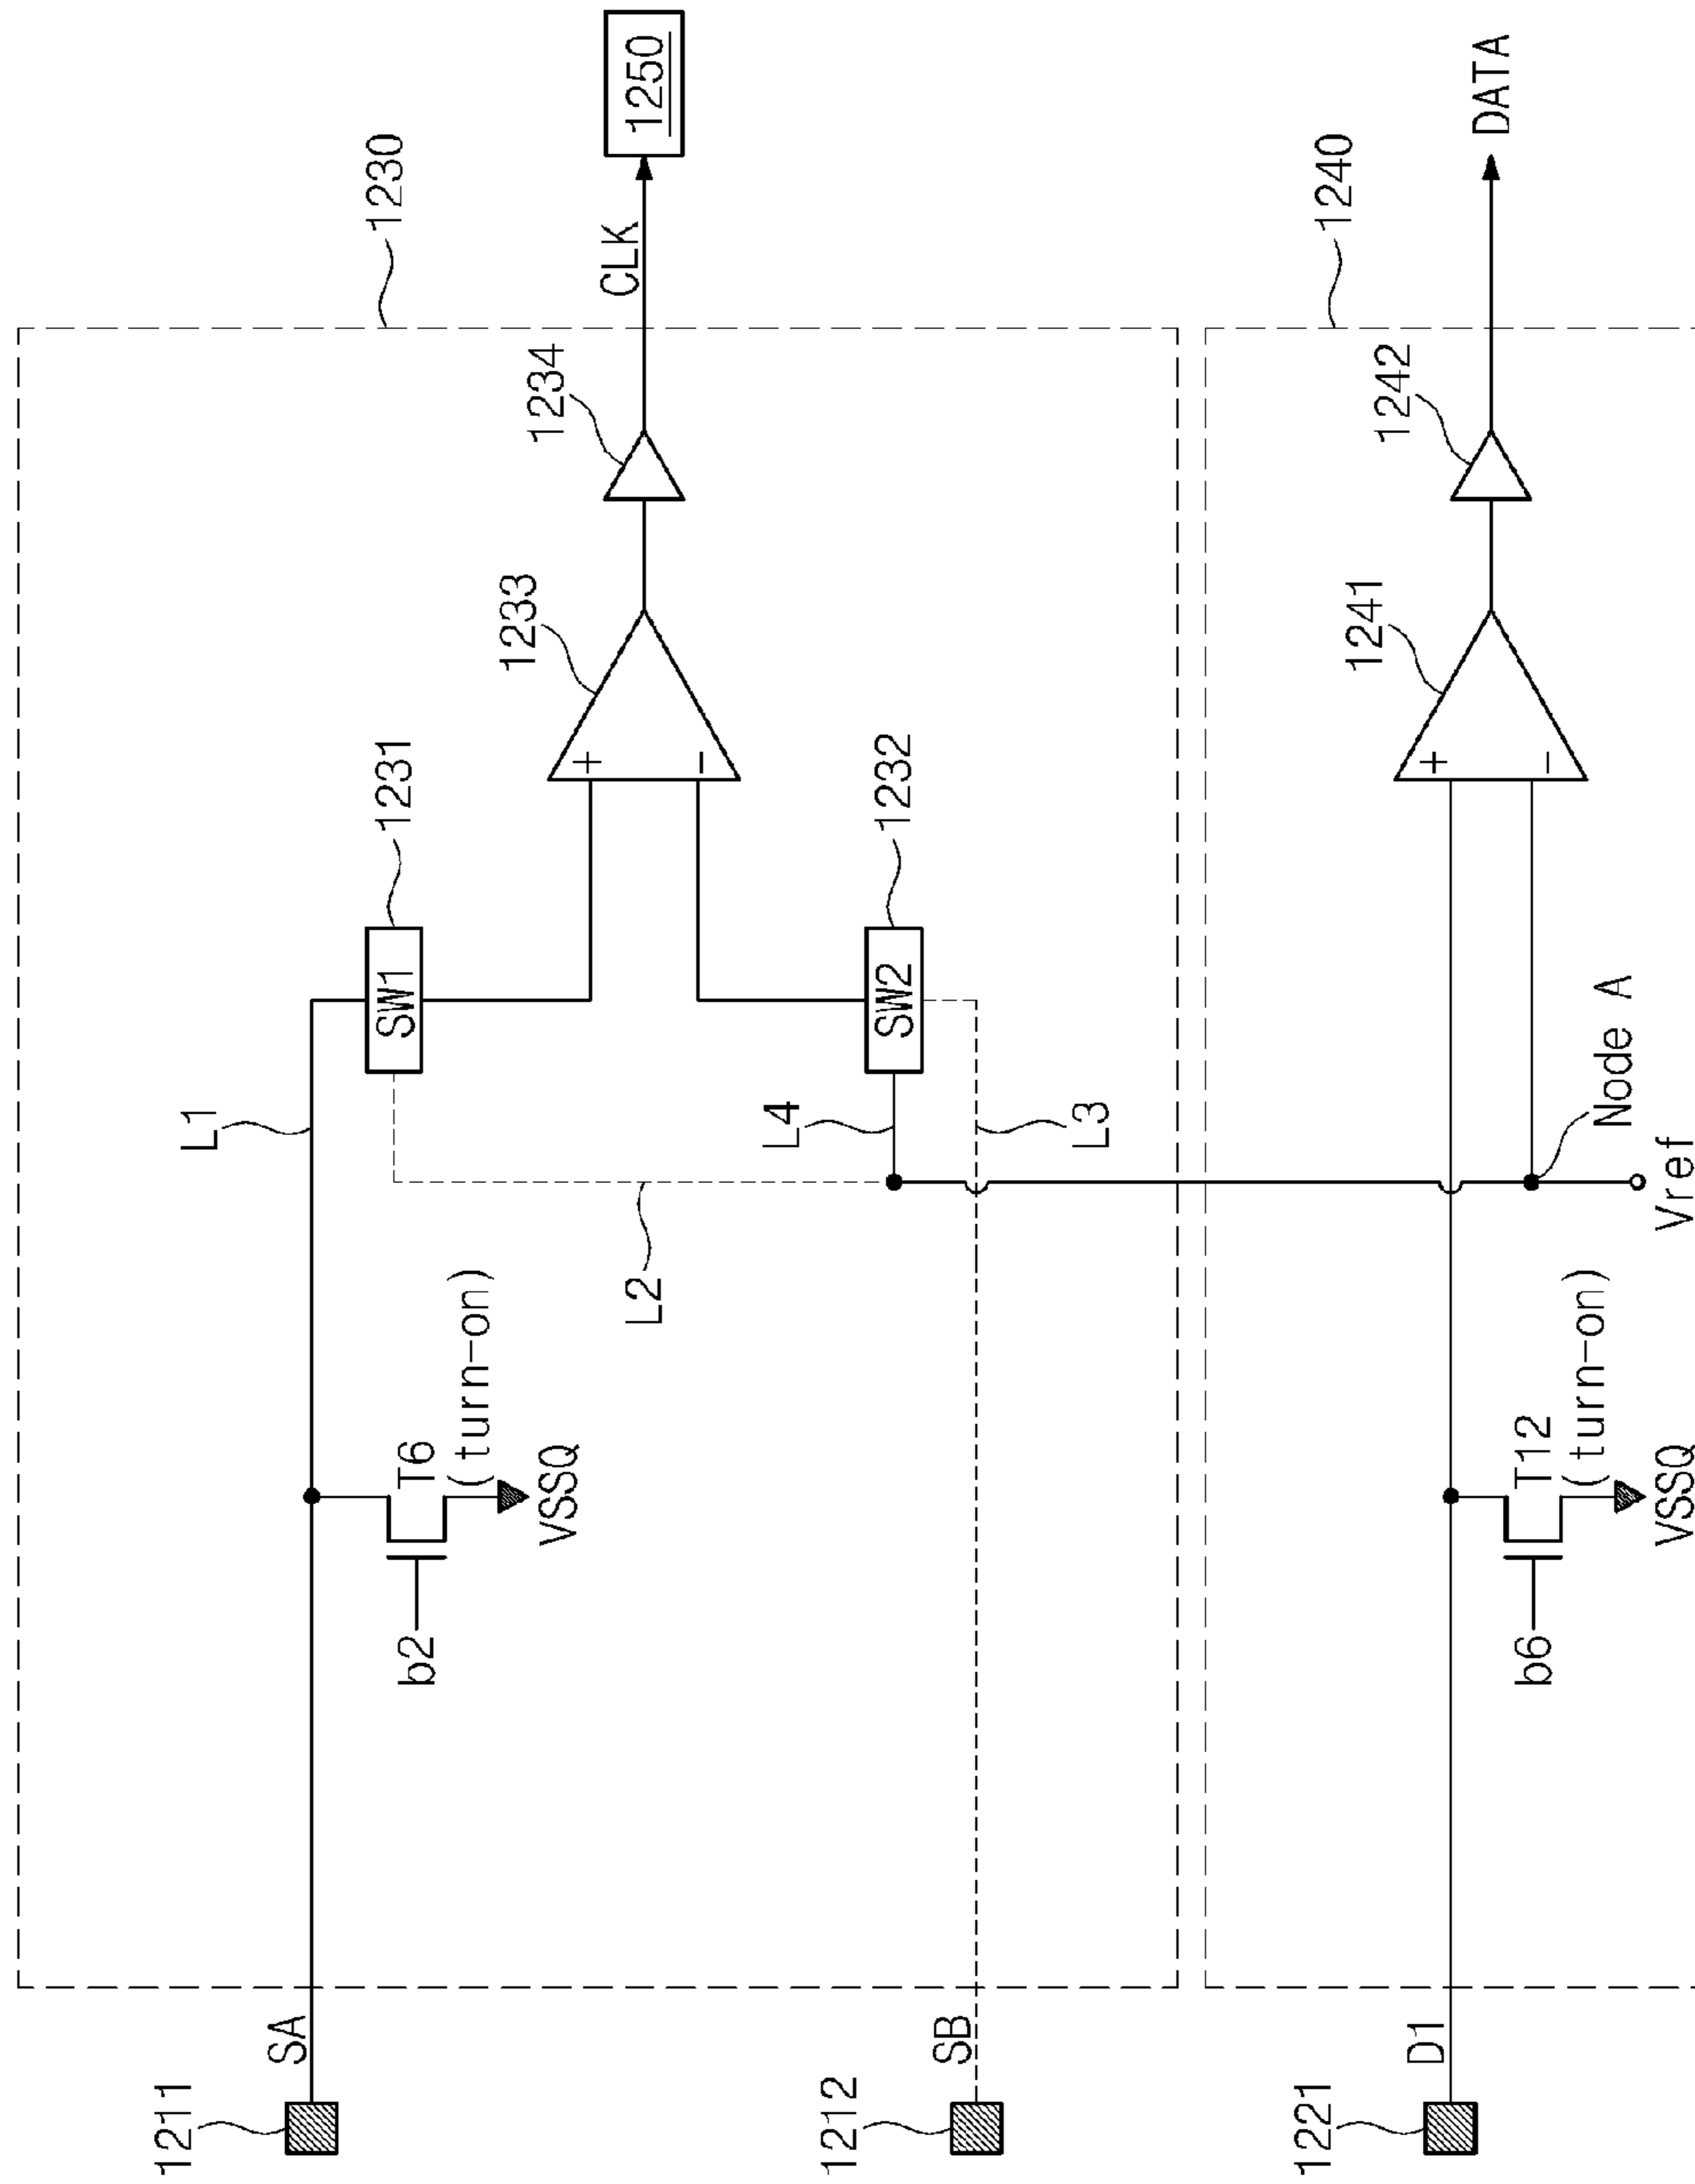 1211
SA
L1
SW1
1231
1230
b2
T6
(turn-on)
VSSQ
L2
1233
+
-
1234
CLK
1250
L4
SW2
1232
1212
SB
L3
1240
1221
D1
b6
T12
(turn-on)
VSSQ
Node A
Vref
1241
+
-
1242
DATA